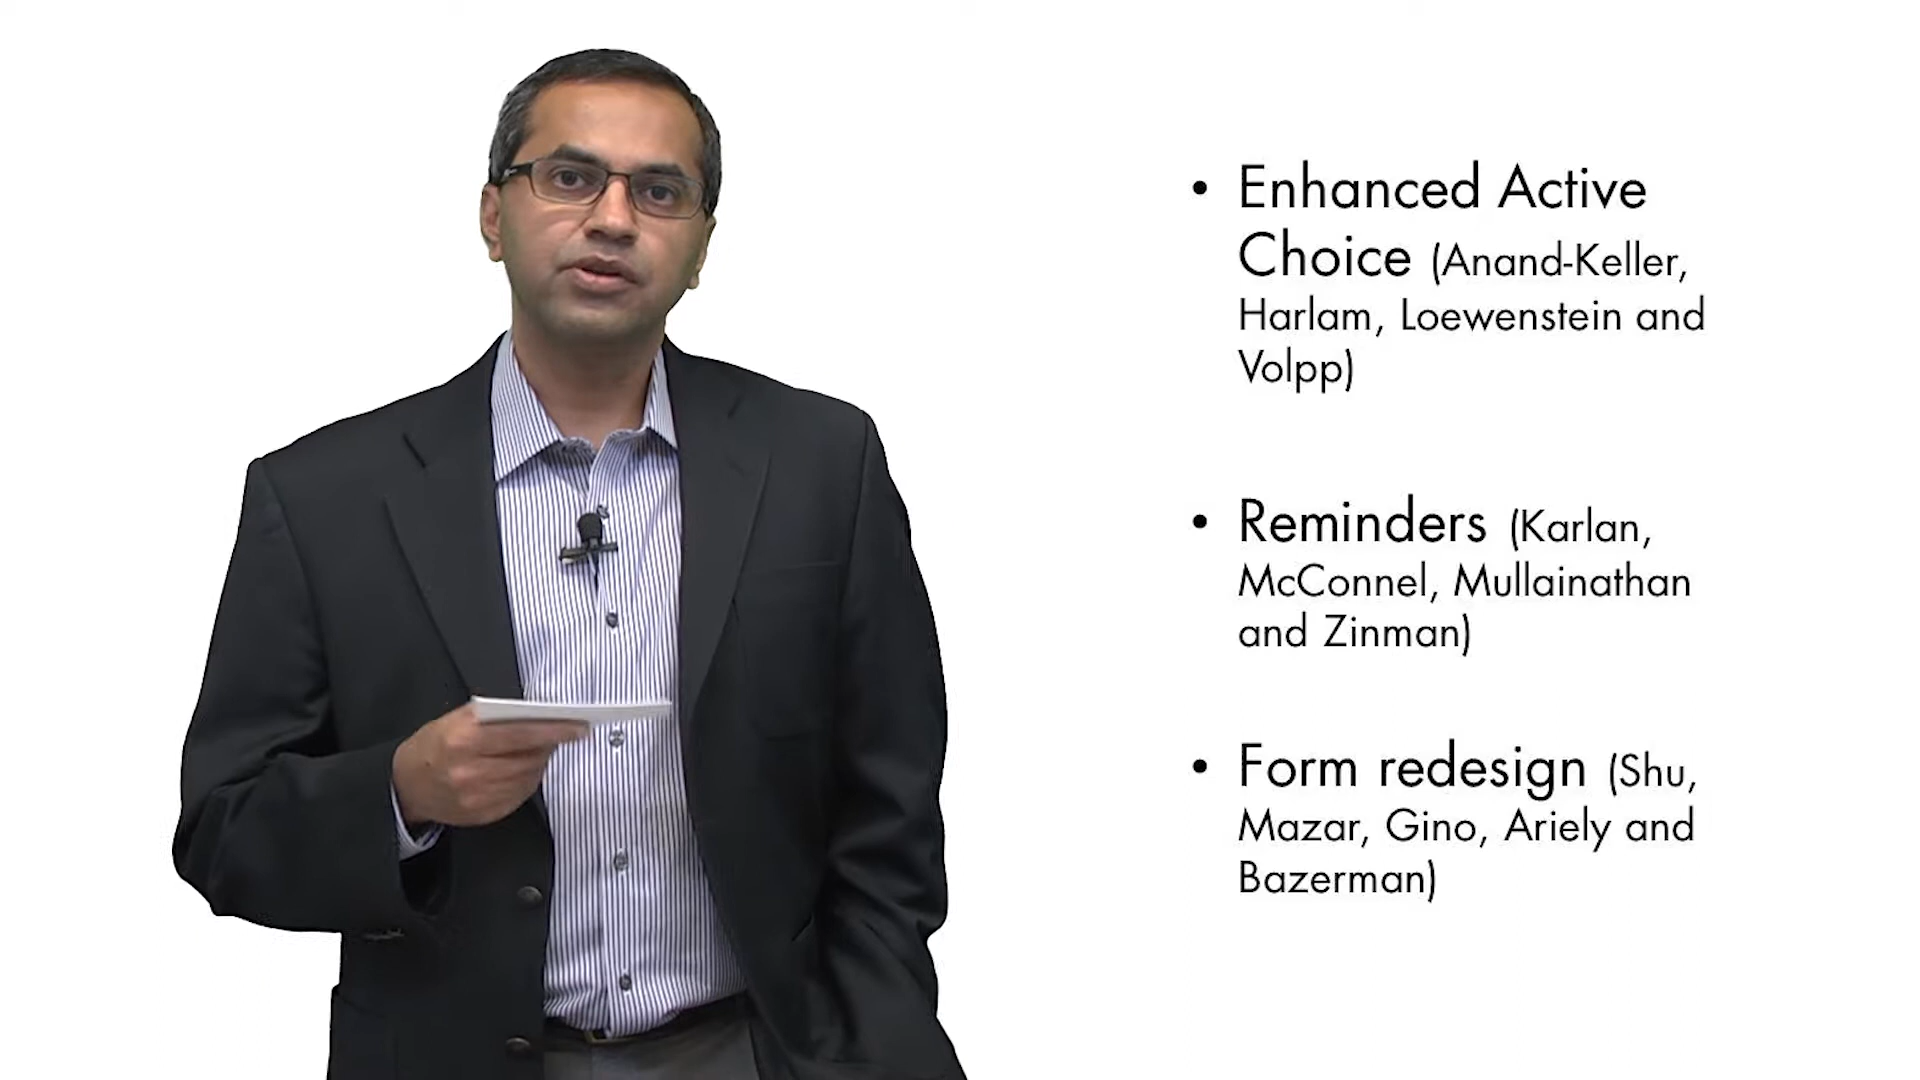 • Enhanced Active
Choice (Anand-Keller,
Harlam, Loewenstein and
Volpp)
• Reminders (Karlan,
McConnel, Mullainathan
and Zinman)
• Form redesign (Shu,
Mazar, Gino, Ariely and
Bazerman)